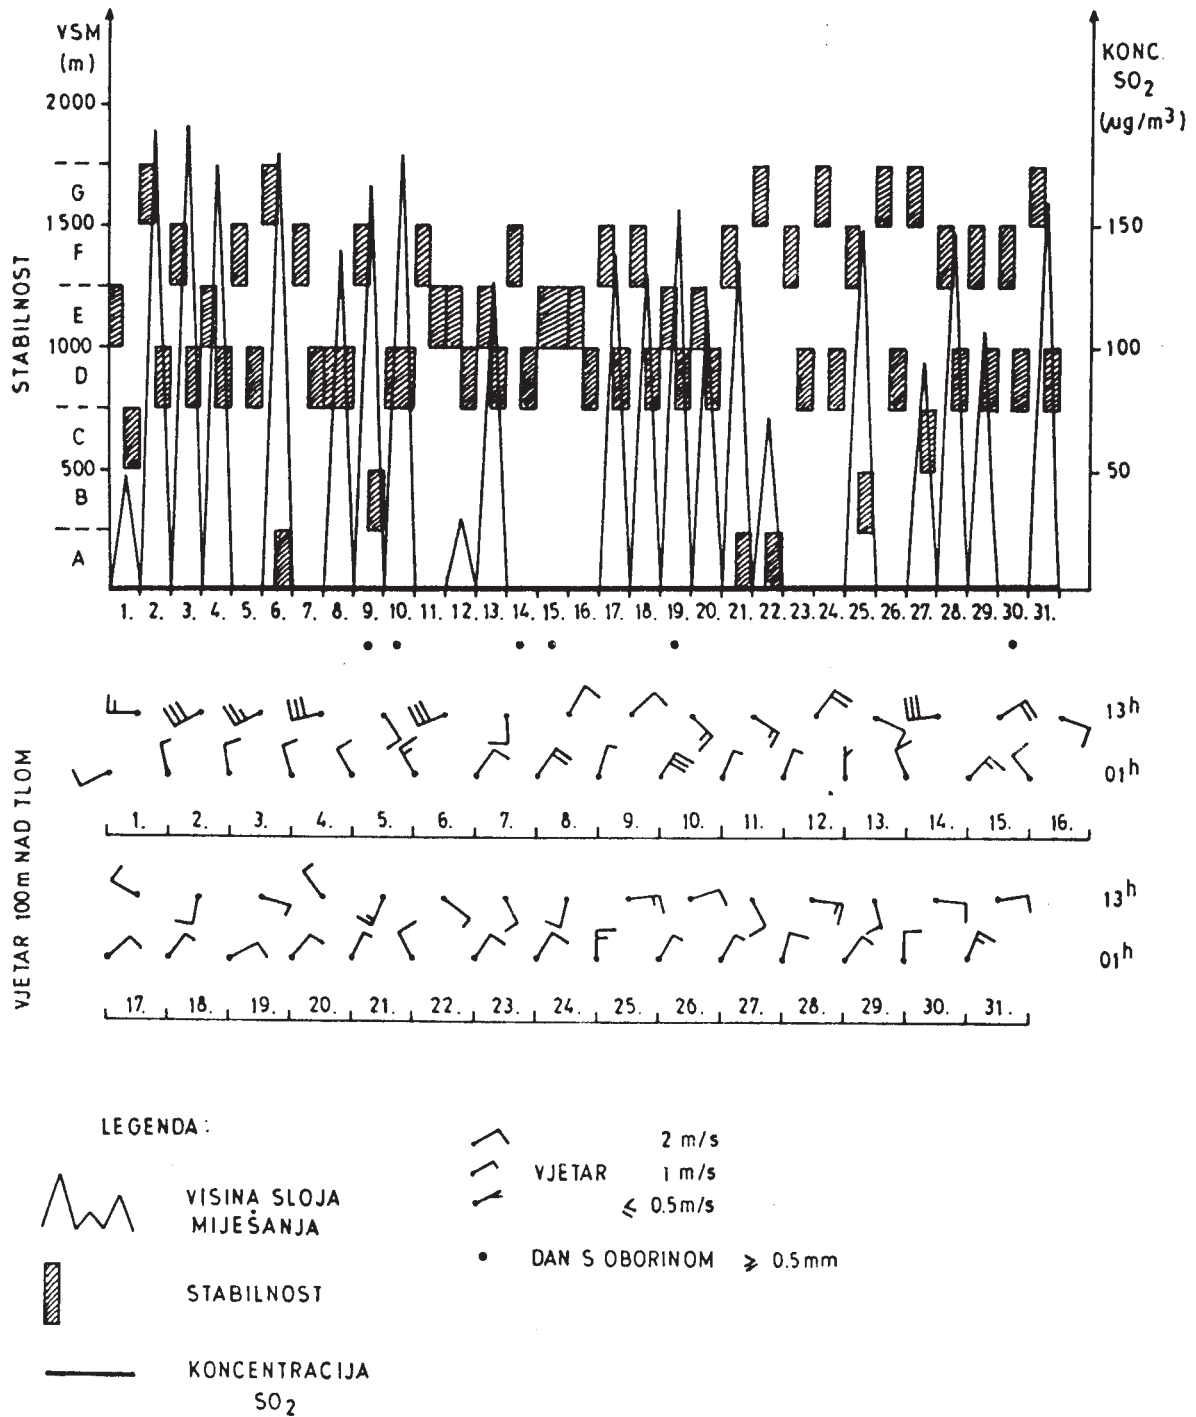 VSM
(m)
KONC.
SO2
(µg/m3)
2000
G
1500
150
F
E
1000
100
D
C
500
50
B
A
STABILNOST
1. 2. 3. 4. 5. 6. 7. 8. 9. 10. 11. 12. 13. 14. 15. 16. 17. 18. 19. 20. 21. 22. 23. 24. 25. 26. 27. 28. 29. 30. 31.
13h
01h
1. 2. 3. 4. 5. 6. 7. 8. 9. 10. 11. 12. 13. 14. 15. 16.
VJETAR 100m NAD TLOM
13h
01h
17. 18. 19. 20. 21. 22. 23. 24. 25. 26. 27. 28. 29. 30. 31.
LEGENDA:
VISINA SLOJA
MIJEŠANJA
STABILNOST
KONCENTRACIJA
SO2
2 m/s
VJETAR 1 m/s
≤ 0.5m/s
DAN S OBORINOM ≥ 0.5mm